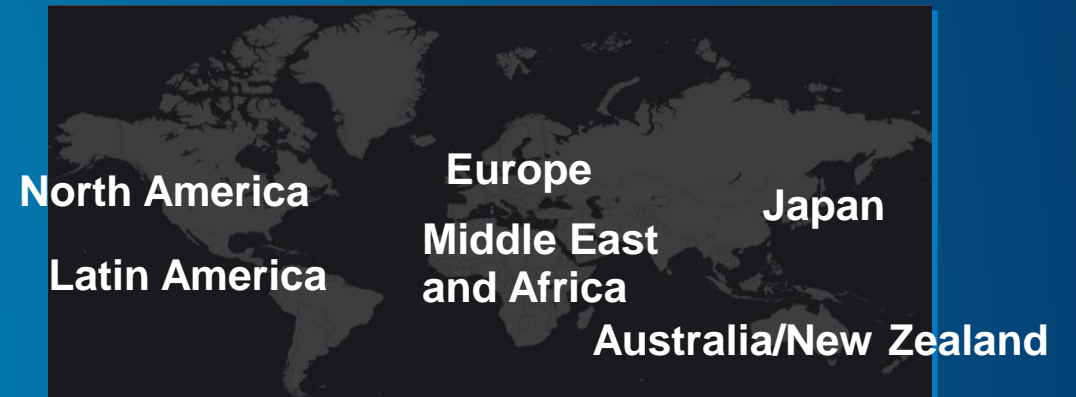 Europe
North America
Japan
Middle East
and Africa
Latin America
Australia/New Zealand